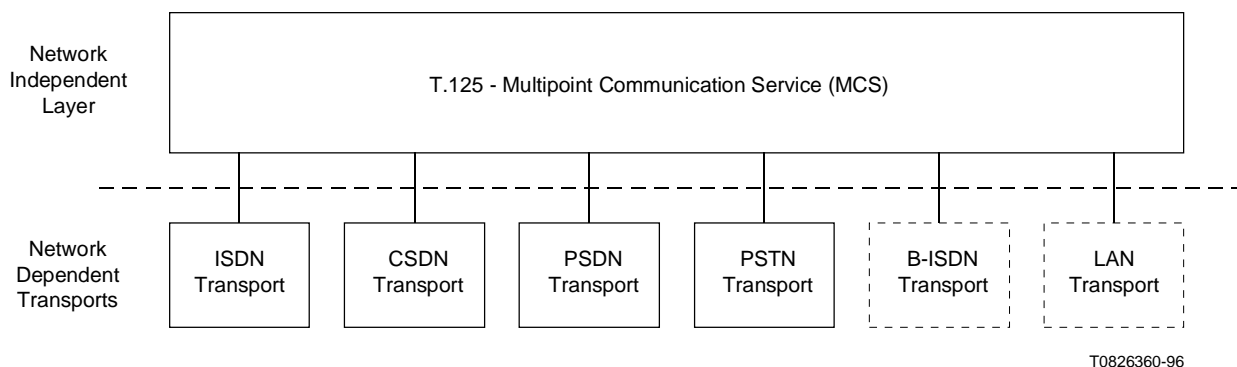 Network
Independent
Layer
T.125 - Multipoint Communication Service (MCS)
Network
Dependent
Transports
ISDN
Transport
CSDN
Transport
PSDN
Transport
PSTN
Transport
B-ISDN
Transport
LAN
Transport
T0826360-96